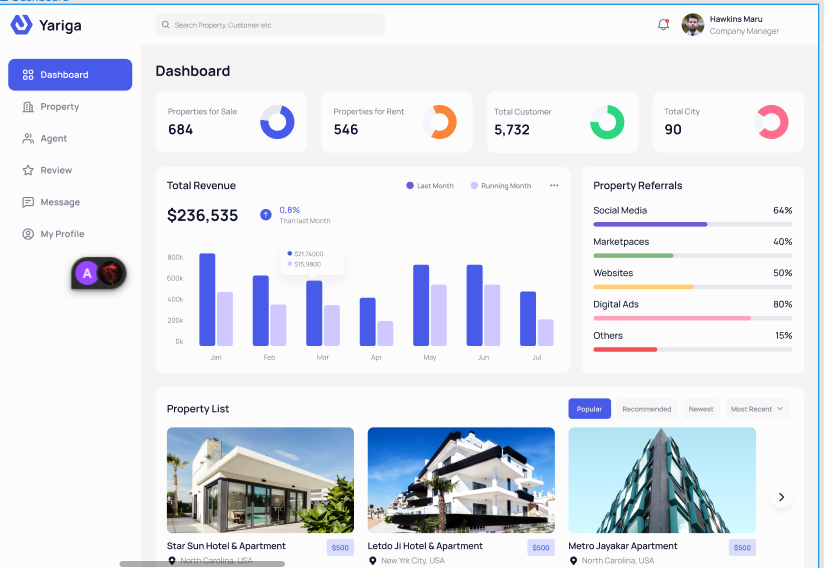 Dashboard
Yariga
Search Property, Customer etc
Hawkins Maru
Company Manager
Dashboard
Property
Agent
Review
Message
My Profile
A
Dashboard
Properties for Sale
684
Properties for Rent
546
Total Customer
5,732
Total City
90
Total Revenue
Last Month
Running Month
$236,535
0,8%
Than last Month
$21,74000
$15,9800
800k
600k
400k
200k
0k
Jan
Feb
Mar
Apr
May
Jun
Jul
Property Referrals
Social Media
64%
Marketpaces
40%
Websites
50%
Digital Ads
80%
Others
15%
Property List
Popular
Recommended
Newest
Most Recent
Star Sun Hotel & Apartment
$500
North Carolina, USA
Letdo Ji Hotel & Apartment
$500
New Yrk City, USA
Metro Jayakar Apartment
$500
North Carolina, USA